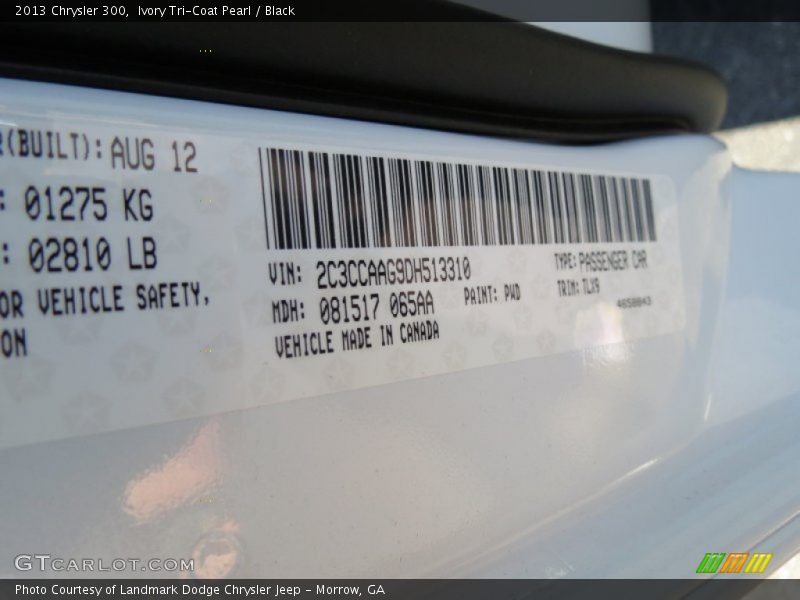 2013 Chrysler 300, Ivory Tri-Coat Pearl / Black
R(BUILT): AUG 12
: 01275 KG
: 02810 LB
OR VEHICLE SAFETY,
ON
VIN: 2C3CCAAG9DH513310
MDH: 081517 065AA
PAINT: PWD
VEHICLE MADE IN CANADA
TYPE: PASSENGER CAR
TRIM: TLX9
4658843
GTCARLOT.COM
Photo Courtesy of Landmark Dodge Chrysler Jeep - Morrow, GA